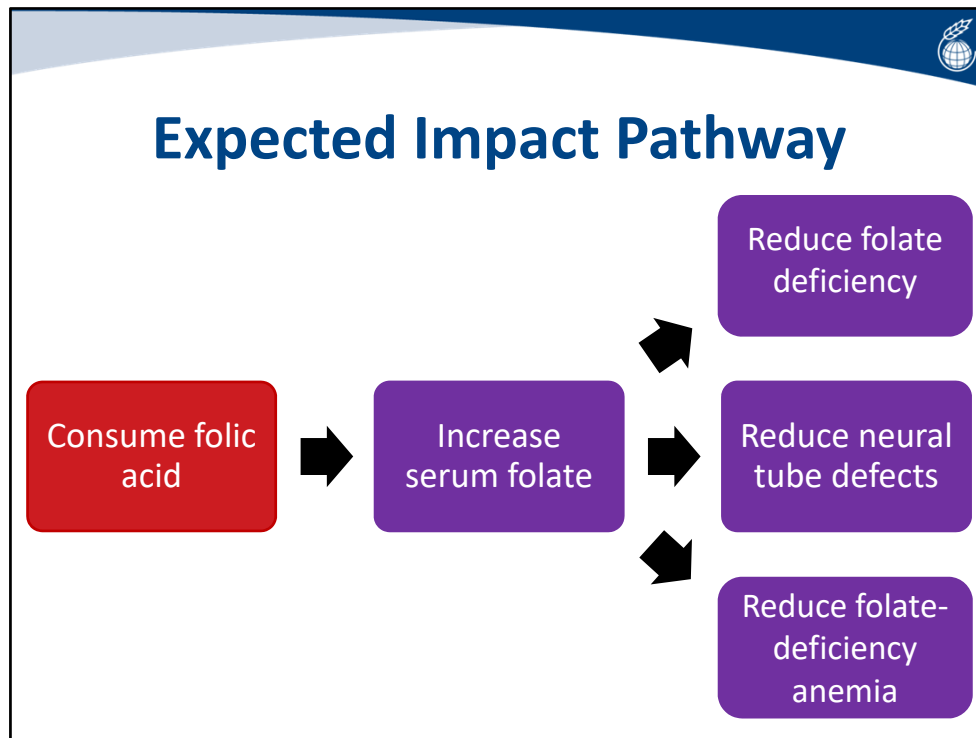 Expected Impact Pathway
Consume folic
acid
Increase
serum folate
Reduce folate
deficiency
Reduce neural
tube defects
Reduce folate-
deficiency
anemia